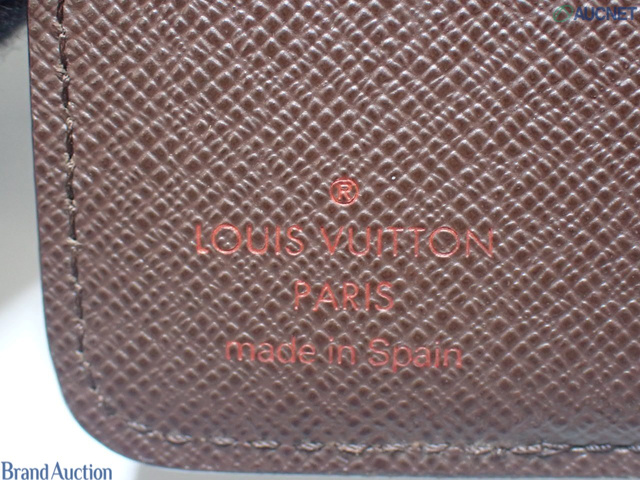 AUCNET
®
LOUIS VUITTON
PARIS
made in Spain
Brand Auction